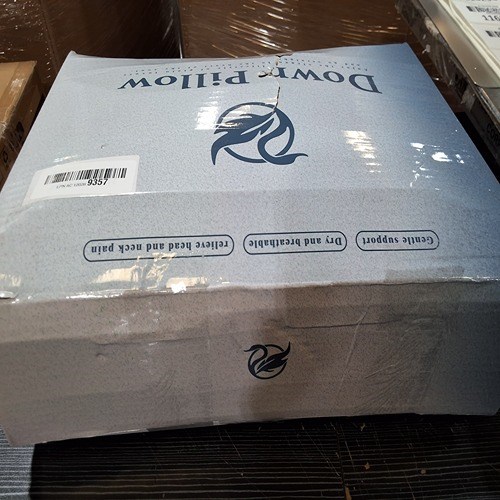 Down Pillow
Gentle support
Dry and breathable
relieve head and neck pain
9357